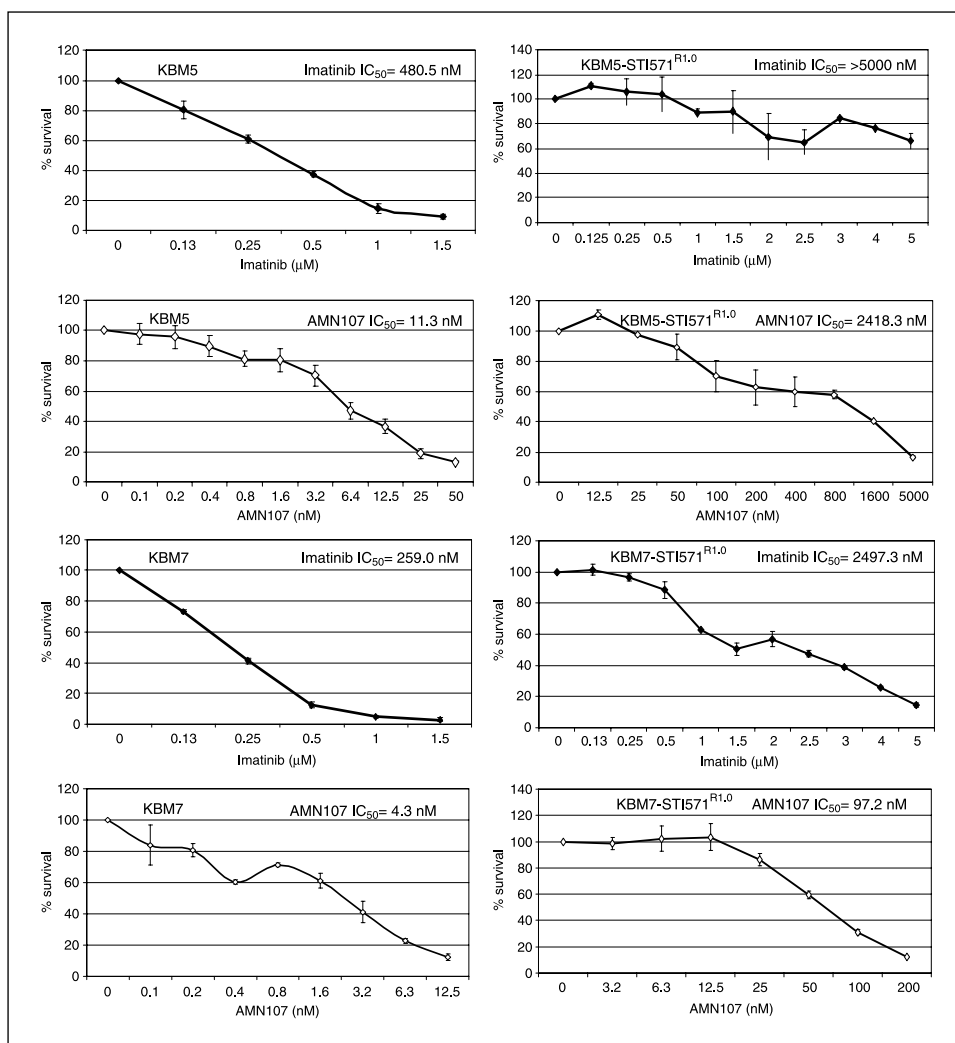 KBM5
Imatinib IC50= 480.5 nM
% survival
120
100
80
60
40
20
0
0 0.13 0.25 0.5 1 1.5
Imatinib (μM)
KBM5-STI571R1.0
Imatinib IC50= >5000 nM
% survival
140
120
100
80
60
40
20
0
0 0.125 0.25 0.5 1 1.5 2 2.5 3 4 5
Imatinib (μM)
KBM5
AMN107 IC50= 11.3 nM
% survival
120
100
80
60
40
20
0
0 0.1 0.2 0.4 0.8 1.6 3.2 6.4 12.5 25 50
AMN107 (nM)
KBM5-STI571R1.0
AMN107 IC50= 2418.3 nM
% survival
120
100
80
60
40
20
0
0 12.5 25 50 100 200 400 800 1600 5000
AMN107 (nM)
KBM7
Imatinib IC50= 259.0 nM
% survival
120
100
80
60
40
20
0
0 0.13 0.25 0.5 1 1.5
Imatinib (μM)
KBM7-STI571R1.0
Imatinib IC50= 2497.3 nM
% survival
120
100
80
60
40
20
0
0 0.13 0.25 0.5 1 1.5 2 2.5 3 4 5
Imatinib (μM)
KBM7
AMN107 IC50= 4.3 nM
% survival
120
100
80
60
40
20
0
0 0.1 0.2 0.4 0.8 1.6 3.2 6.3 12.5
AMN107 (nM)
KBM7-STI571R1.0
AMN107 IC50= 97.2 nM
% survival
140
120
100
80
60
40
20
0
0 3.2 6.3 12.5 25 50 100 200
AMN107 (nM)